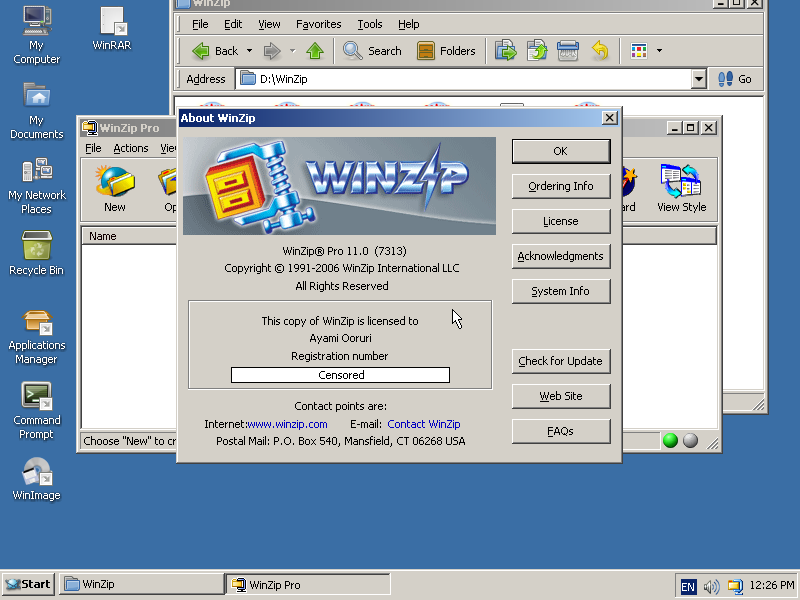 My Computer
WinRAR
My Documents
My Network Places
Recycle Bin
Applications Manager
Command Prompt
WinImage
WinZip
File Edit View Favorites Tools Help
Back Search Folders
Address D:\WinZip Go
WinZip Pro
File Actions
New
View Style
Name
Choose "New" to
About WinZip
WINZIP
WinZip® Pro 11.0 (7313)
Copyright © 1991-2006 WinZip International LLC
All Rights Reserved
This copy of WinZip is licensed to
Ayami Ooruri
Registration number
Censored
Contact points are:
Internet:www.winzip.com E-mail: Contact WinZip
Postal Mail: P.O. Box 540, Mansfield, CT 06268 USA
OK
Ordering Info
License
Acknowledgments
System Info
Check for Update
Web Site
FAQs
Start WinZip WinZip Pro EN 12:26 PM